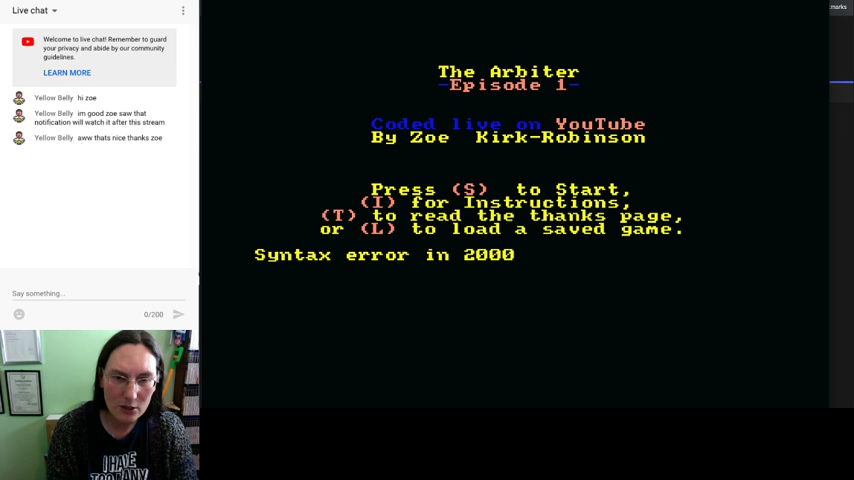 Live chat
Welcome to live chat! Remember to guard
your privacy and abide by our community
guidelines.
LEARN MORE
Yellow Belly hi zoe
Yellow Belly im good zoe saw that
notification will watch it after this stream
Yellow Belly aww thats nice thanks zoe
Say something...
0/200
The Arbiter
-Episode 1-
Coded live on YouTube
By Zoe Kirk-Robinson
Press (S) to Start,
(I) for Instructions,
(T) to read the thanks page,
or (L) to load a saved game.
Syntax error in 2000
I HAVE